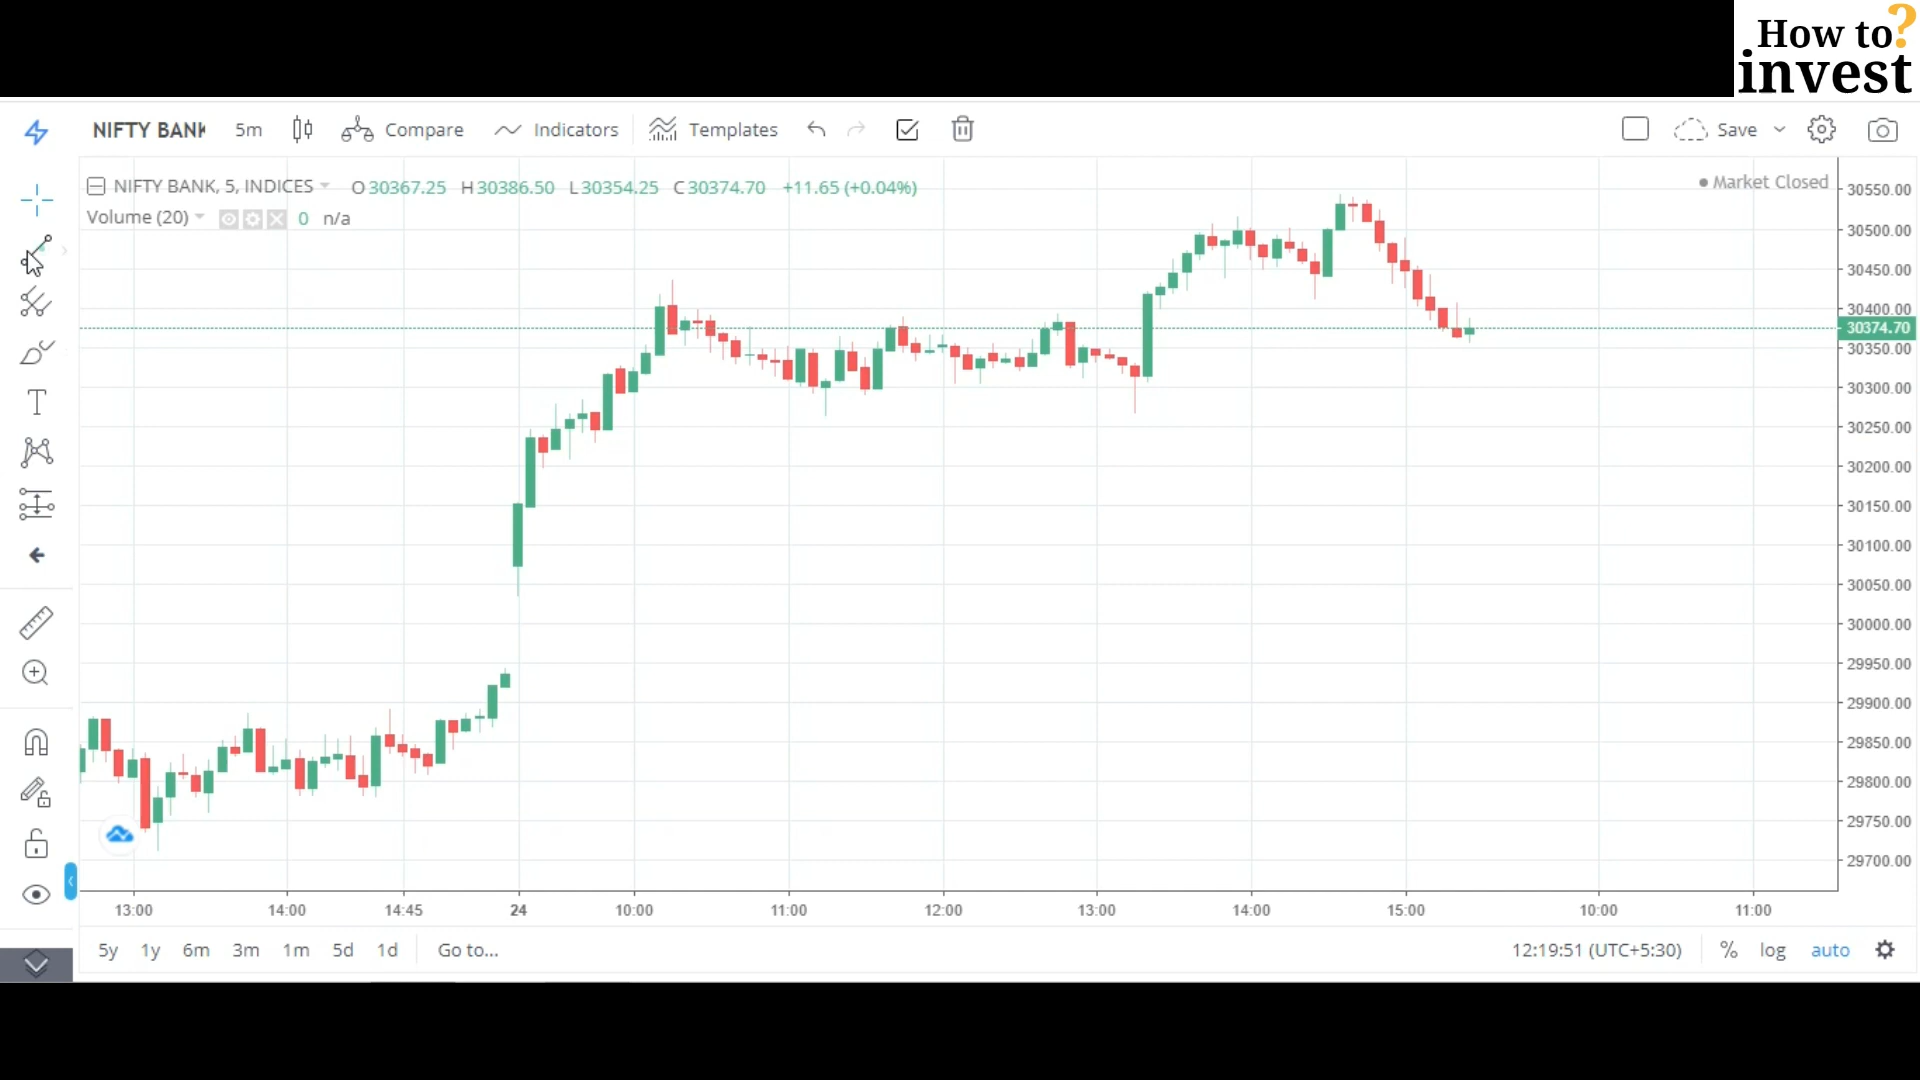 How to?
invest
NIFTY BANK 5m Compare Indicators Templates Save
NIFTY BANK, 5, INDICES O30367.25 H30386.50 L30354.25 C30374.70 +11.65 (+0.04%)
Market Closed
Volume (20) 0 n/a
30550.00
30500.00
30450.00
30400.00
30374.70
30350.00
30300.00
30250.00
30200.00
30150.00
30100.00
30050.00
30000.00
29950.00
29900.00
29850.00
29800.00
29750.00
29700.00
13:00 14:00 14:45 24 10:00 11:00 12:00 13:00 14:00 15:00 10:00 11:00
5y 1y 6m 3m 1m 5d 1d Go to... 12:19:51 (UTC+5:30) % log auto